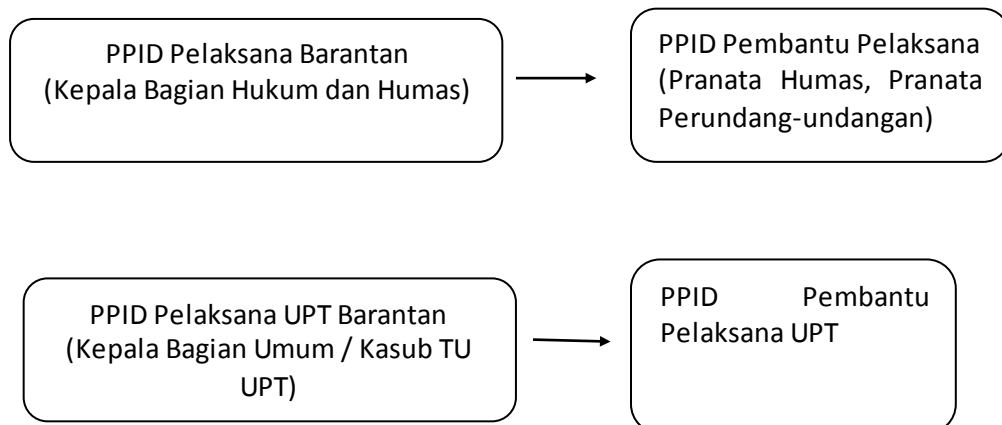 PPID Pelaksana Barantan
(Kepala Bagian Hukum dan Humas)
PPID Pembantu Pelaksana
(Pranata Humas, Pranata
Perundang-undangan)
PPID Pelaksana UPT Barantan
(Kepala Bagian Umum / Kasub TU
UPT)
PPID Pembantu
Pelaksana UPT